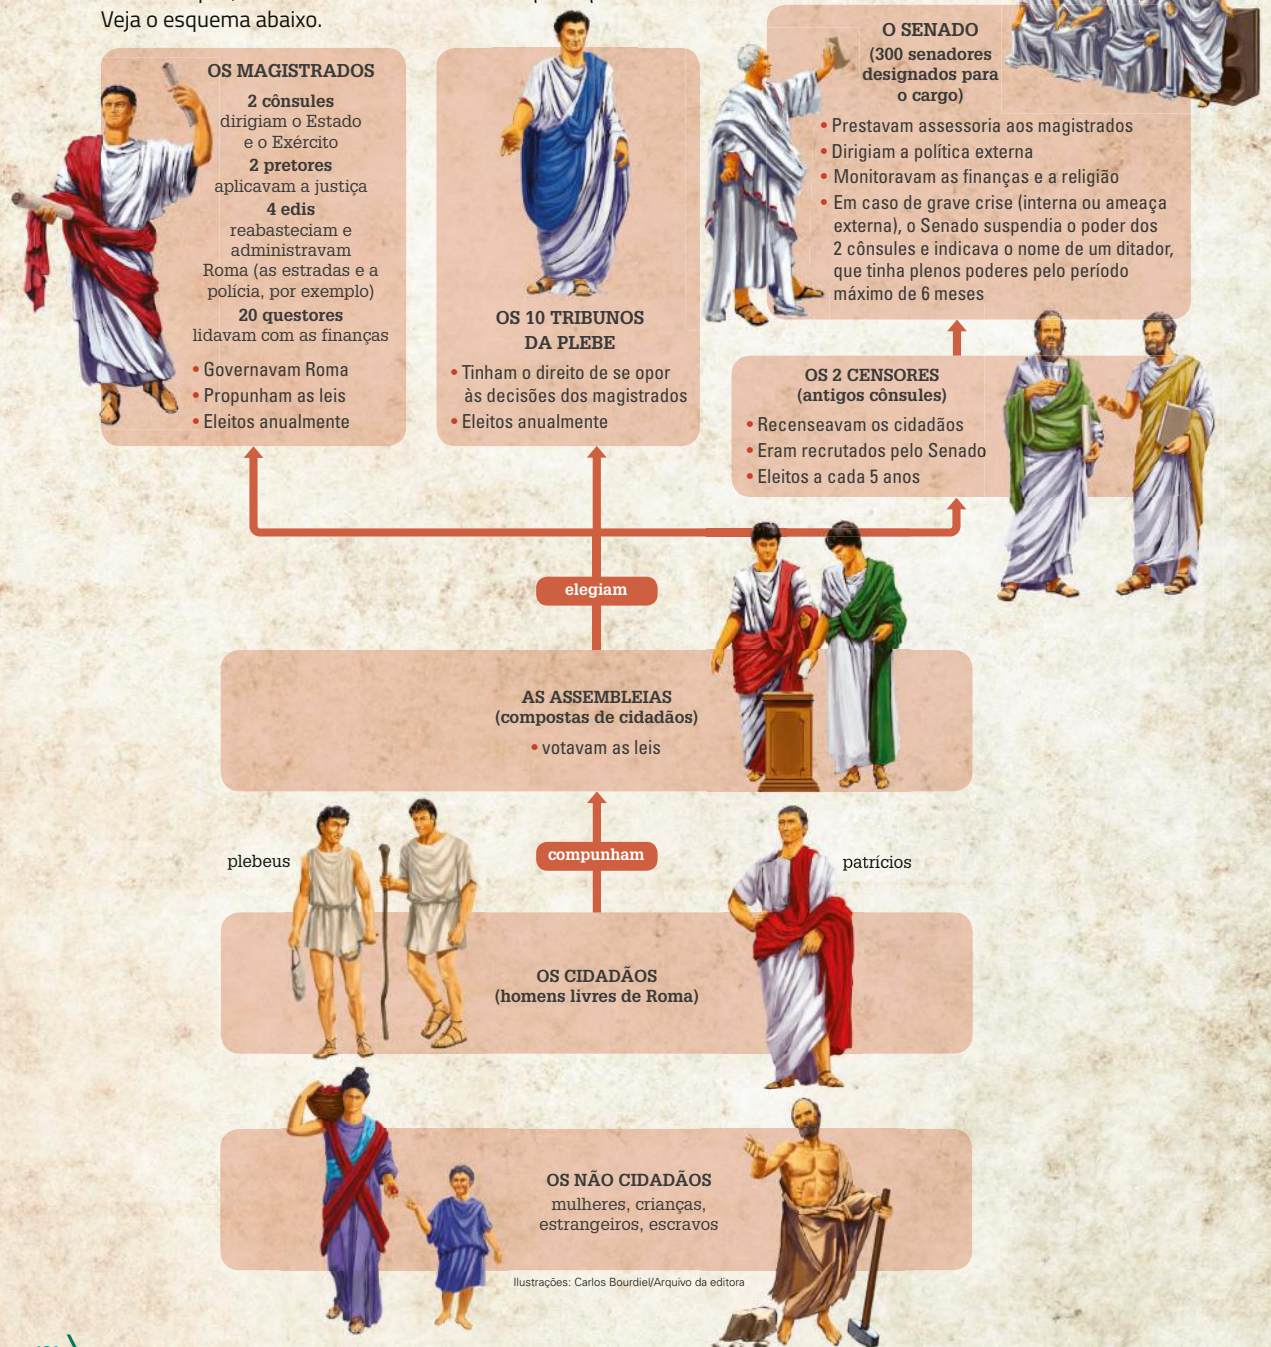 Veja o esquema abaixo.
OS MAGISTRADOS
2 cônsules
dirigiam o Estado
e o Exército
2 pretores
aplicavam a justiça
4 edis
reabasteciam e
administravam
Roma (as estradas e a
polícia, por exemplo)
20 questores
lidavam com as finanças
• Governavam Roma
• Propunham as leis
• Eleitos anualmente
OS 10 TRIBUNOS
DA PLEBE
• Tinham o direito de se opor
às decisões dos magistrados
• Eleitos anualmente
O SENADO
(300 senadores
designados para
o cargo)
• Prestavam assessoria aos magistrados
• Dirigiam a política externa
• Monitoravam as finanças e a religião
• Em caso de grave crise (interna ou ameaça
externa), o Senado suspendia o poder dos
2 cônsules e indicava o nome de um ditador,
que tinha plenos poderes pelo período
máximo de 6 meses
OS 2 CENSORES
(antigos cônsules)
• Recenseavam os cidadãos
• Eram recrutados pelo Senado
• Eleitos a cada 5 anos
elegiam
AS ASSEMBLEIAS
(compostas de cidadãos)
• votavam as leis
compunham
plebeus
patrícios
OS CIDADÃOS
(homens livres de Roma)
OS NÃO CIDADÃOS
mulheres, crianças,
estrangeiros, escravos
Ilustrações: Carlos Bourdiel/Arquivo da editora